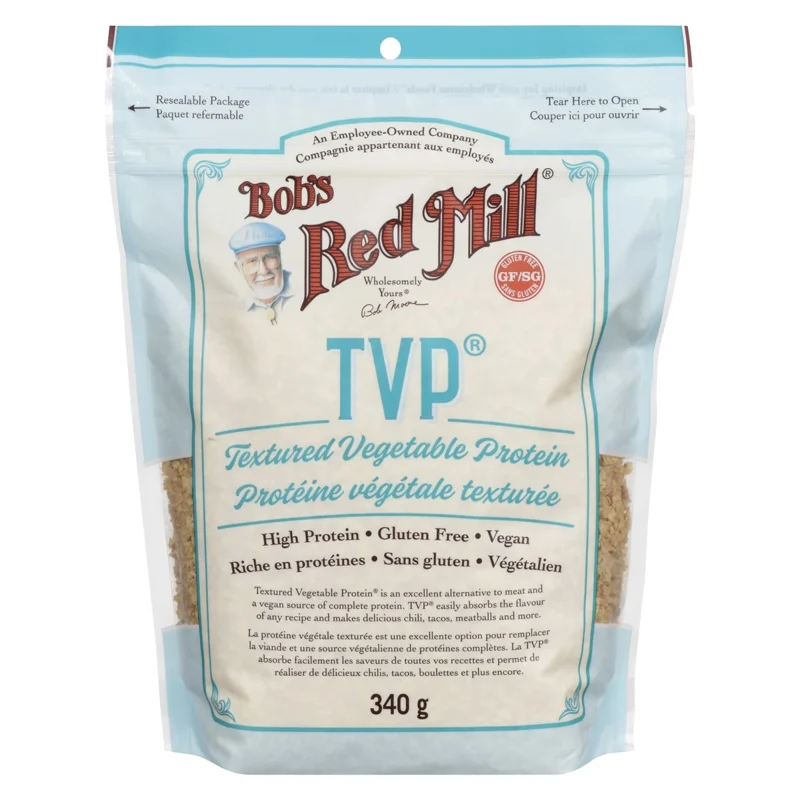 Resealable Package
Paquet refermable
Tear Here to Open
Couper ici pour ouvrir
An Employee-Owned Company
Compagnie appartenant aux employés
Bob's
Red Mill®
GLUTEN FREE
GF/SG
SANS GLUTEN
Wholesomely
Yours®
Bob Moore
TVP®
Textured Vegetable Protein
Protéine végétale texturée
High Protein • Gluten Free • Vegan
Riche en protéines • Sans gluten • Végétalien
Textured Vegetable Protein® is an excellent alternative to meat and
a vegan source of complete protein. TVP® easily absorbs the flavour
of any recipe and makes delicious chili, tacos, meatballs and more.
La protéine végétale texturée est une excellente option pour remplacer
la viande et une source végétalienne de protéines complètes. La TVP®
absorbe facilement les saveurs de toutes vos recettes et permet de
réaliser de délicieux chilis, tacos, boulettes et plus encore.
340 g